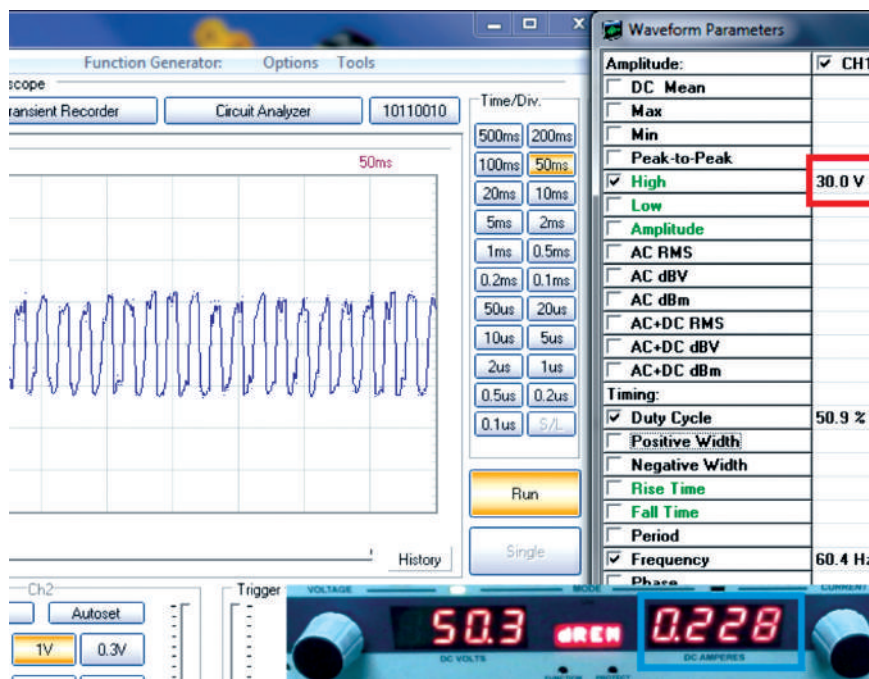 Waveform Parameters
Function Generator: Options Tools
scope
ransient Recorder
Circuit Analyzer
10110010
50ms
Time/Div.
500ms 200ms
100ms 50ms
20ms 10ms
5ms 2ms
1ms 0.5ms
0.2ms 0.1ms
50us 20us
10us 5us
2us 1us
0.5us 0.2us
0.1us S/L
Run
Single
History
Amplitude: CH1
DC Mean
Max
Min
Peak-to-Peak
High 30.0 V
Low
Amplitude
AC RMS
AC dBV
AC dBm
AC+DC RMS
AC+DC dBV
AC+DC dBm
Timing:
Duty Cycle 50.9 %
Positive Width
Negative Width
Rise Time
Fall Time
Period
Frequency 60.4 Hz
Phase
Ch2
Autoset
1V 0.3V
Trigger
VOLTAGE MODE CURRENT
50.3 dREM 0.228
DC VOLTS DC AMPERES
FUNCTION PROTECT